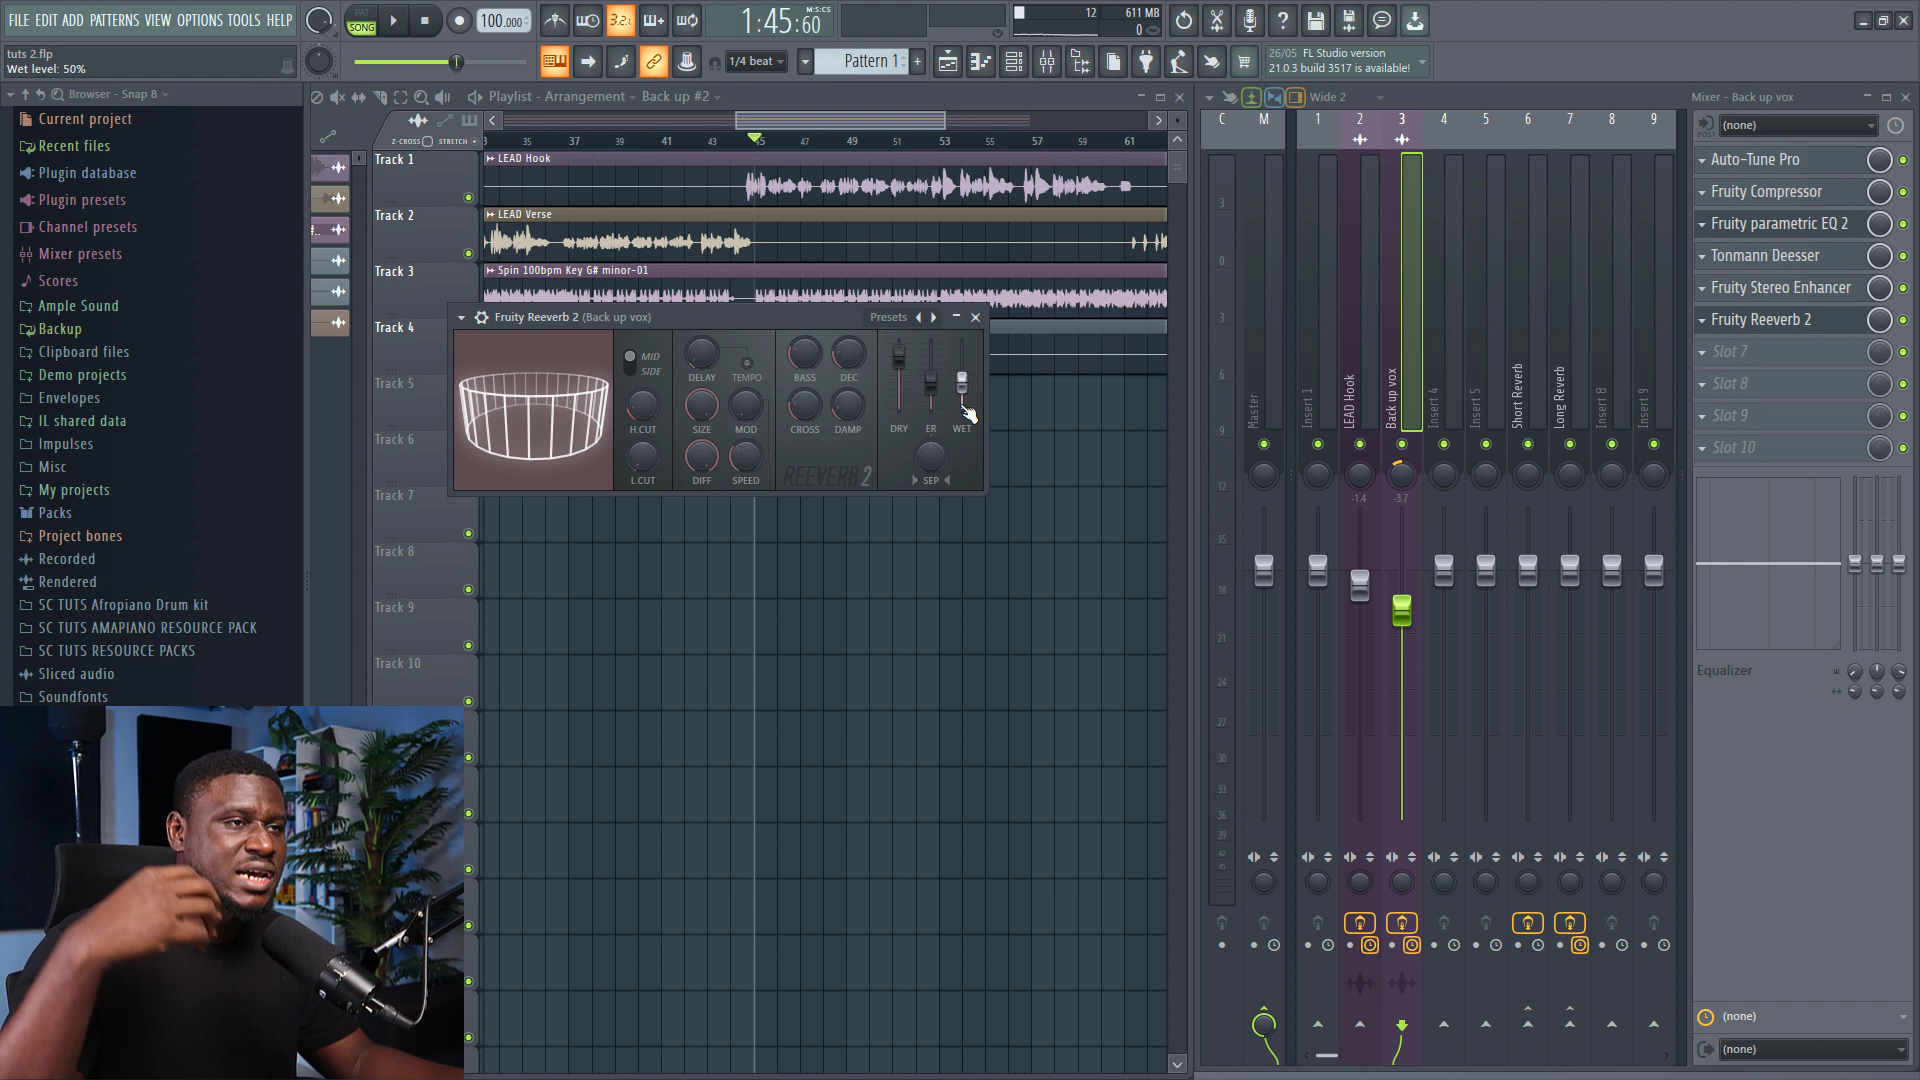 FILE EDIT ADD PATTERNS VIEW OPTIONS TOOLS HELP
PAT
SONG
100.000
3.2
1:45:60
M:S:CS
12
611 MB
0
tuts 2.flp
Wet level: 50%
1/4 beat
Pattern 1
26/05 FL Studio version
21.0.3 build 3517 is available!
Browser - Snap 8
Current project
Recent files
Plugin database
Plugin presets
Channel presets
Mixer presets
Scores
Ample Sound
Backup
Clipboard files
Demo projects
Envelopes
IL shared data
Impulses
Misc
My projects
Packs
Project bones
Recorded
Rendered
SC TUTS Afropiano Drum kit
SC TUTS AMAPIANO RESOURCE PACK
SC TUTS RESOURCE PACKS
Sliced audio
Soundfonts
Playlist - Arrangement Back up #2
Z-CROSS STRETCH
3 35 37 39 41 43 45 47 49 51 53 55 57 59 61
Track 1
LEAD Hook
Track 2
LEAD Verse
Track 3
Spin 100bpm Key G# minor-01
Track 4
Track 5
Track 6
Track 7
Track 8
Track 9
Track 10
Fruity Reeverb 2 (Back up vox)
Presets
MID
SIDE
DELAY TEMPO
BASS DEC
H.CUT
SIZE MOD
CROSS DAMP
DRY ER WET
L.CUT
DIFF SPEED
REEVERB2
SEP
Wide 2
C M 1 2 3 4 5 6 7 8 9
3
0
3
6
9
12
15
18
21
24
27
30
33
36
39
42
45
Master
Insert 1
LEAD Hook
Back up vox
Insert 4
Insert 5
Short Reverb
Long Reverb
Insert 8
Insert 9
-1.4
-3.7
Mixer - Back up vox
POST
(none)
Auto-Tune Pro
Fruity Compressor
Fruity parametric EQ 2
Tonmann Deesser
Fruity Stereo Enhancer
Fruity Reeverb 2
Slot 7
Slot 8
Slot 9
Slot 10
Equalizer
(none)
(none)